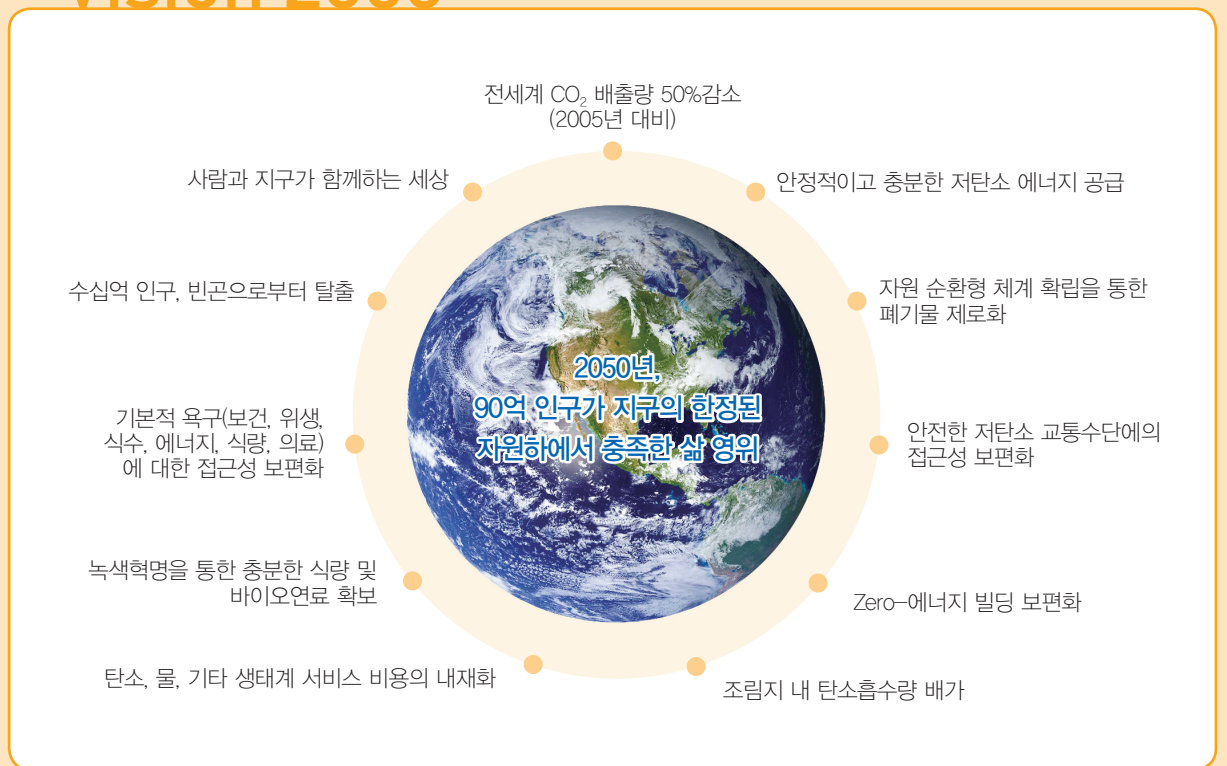 Vision 2050
전세계 CO₂ 배출량 50%감소
(2005년 대비)
사람과 지구가 함께하는 세상
안정적이고 충분한 저탄소 에너지 공급
수십억 인구, 빈곤으로부터 탈출
자원 순환형 체계 확립을 통한
폐기물 제로화
2050년,
90억 인구가 지구의 한정된
자원하에서 충족한 삶 영위
기본적 욕구(보건, 위생,
식수, 에너지, 식량, 의료)
에 대한 접근성 보편화
안전한 저탄소 교통수단에의
접근성 보편화
녹색혁명을 통한 충분한 식량 및
바이오연료 확보
Zero-에너지 빌딩 보편화
탄소, 물, 기타 생태계 서비스 비용의 내재화
조림지 내 탄소흡수량 배가